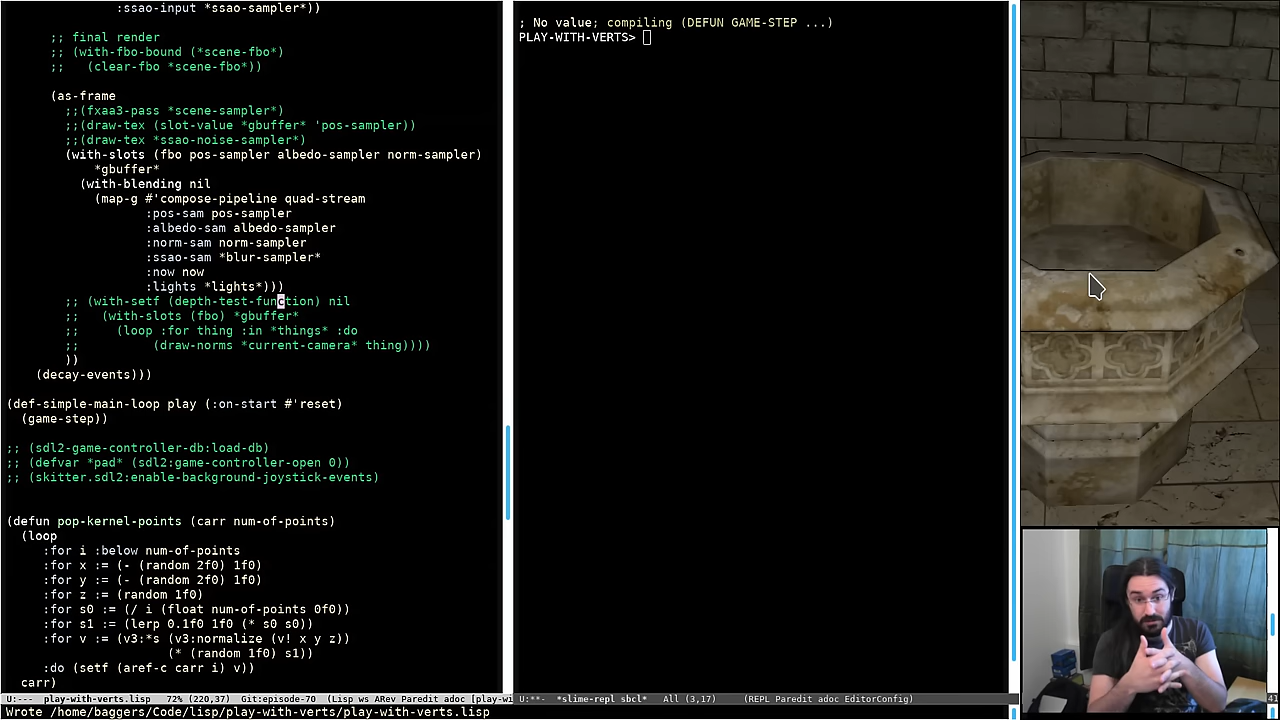 :ssao-input *ssao-sampler*))
;; final render
;; (with-fbo-bound (*scene-fbo*)
;;   (clear-fbo *scene-fbo*))
(as-frame
;;(fxaa3-pass *scene-sampler*)
;;(draw-tex (slot-value *gbuffer* 'pos-sampler))
;;(draw-tex *ssao-noise-sampler*)
(with-slots (fbo pos-sampler albedo-sampler norm-sampler)
*gbuffer*
(with-blending nil
(map-g #'compose-pipeline quad-stream
:pos-sam pos-sampler
:albedo-sam albedo-sampler
:norm-sam norm-sampler
:ssao-sam *blur-sampler*
:now now
:lights *lights*)))
;; (with-setf (depth-test-function) nil
;;   (with-slots (fbo) *gbuffer*
;;     (loop :for thing :in *things* :do
;;          (draw-norms *current-camera* thing))))
))
(decay-events)))
(def-simple-main-loop play (:on-start #'reset)
(game-step))
;; (sdl2-game-controller-db:load-db)
;; (defvar *pad* (sdl2:game-controller-open 0))
;; (skitter.sdl2:enable-background-joystick-events)
(defun pop-kernel-points (carr num-of-points)
(loop
:for i :below num-of-points
:for x := (- (random 2f0) 1f0)
:for y := (- (random 2f0) 1f0)
:for z := (random 1f0)
:for s0 := (/ i (float num-of-points 0f0))
:for s1 := (lerp 0.1f0 1f0 (* s0 s0))
:for v := (v3:*s (v3:normalize (v! x y z))
(* (random 1f0) s1))
:do (setf (aref-c carr i) v))
carr)
U:---  play-with-verts.lisp   72% (220,37)  Git:episode-70  (Lisp ws ARev Paredit adoc [play-wi
Wrote /home/baggers/Code/lisp/play-with-verts/play-with-verts.lisp
; No value; compiling (DEFUN GAME-STEP ...)
PLAY-WITH-VERTS>
U:**-  *slime-repl sbcl*   All (3,17)     (REPL Paredit adoc EditorConfig)
41